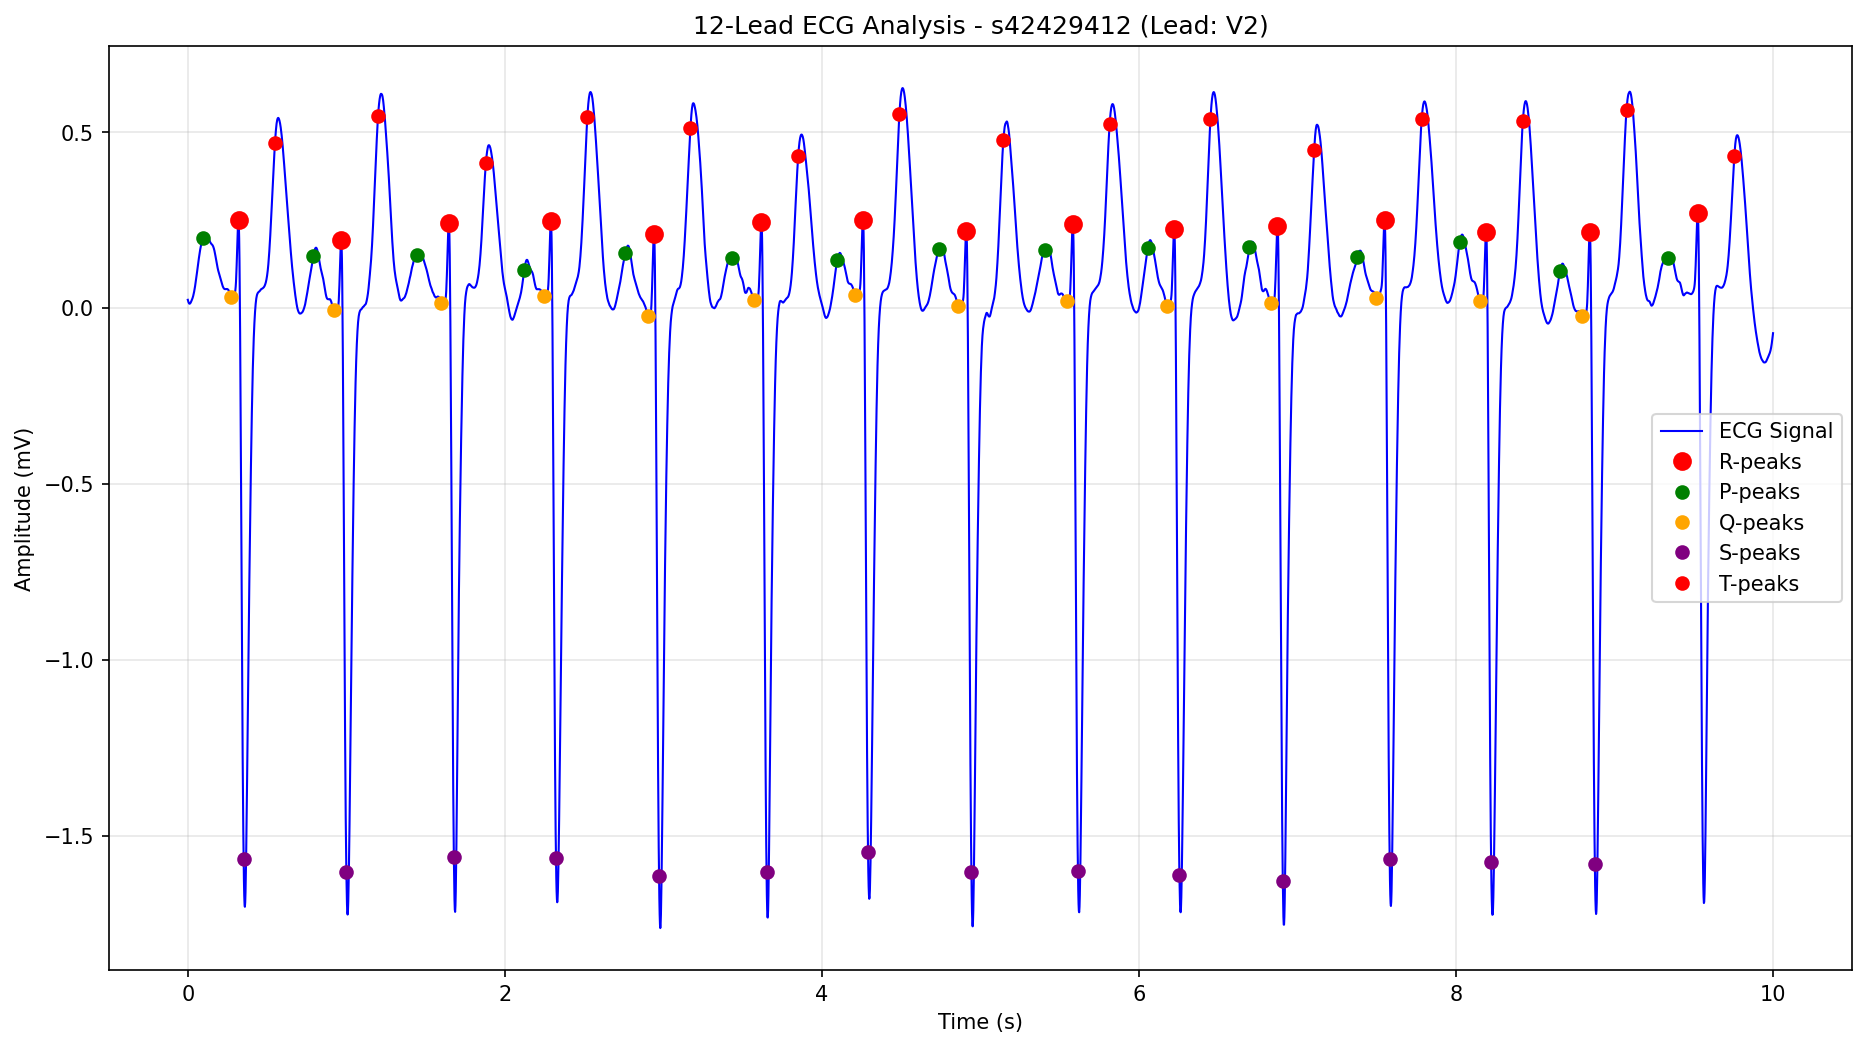 12-Lead ECG Analysis - s42429412 (Lead: V2)
Amplitude (mV)
0.5
0.0
−0.5
−1.0
−1.5
ECG Signal
R-peaks
P-peaks
Q-peaks
S-peaks
T-peaks
0 2 4 6 8 10
Time (s)